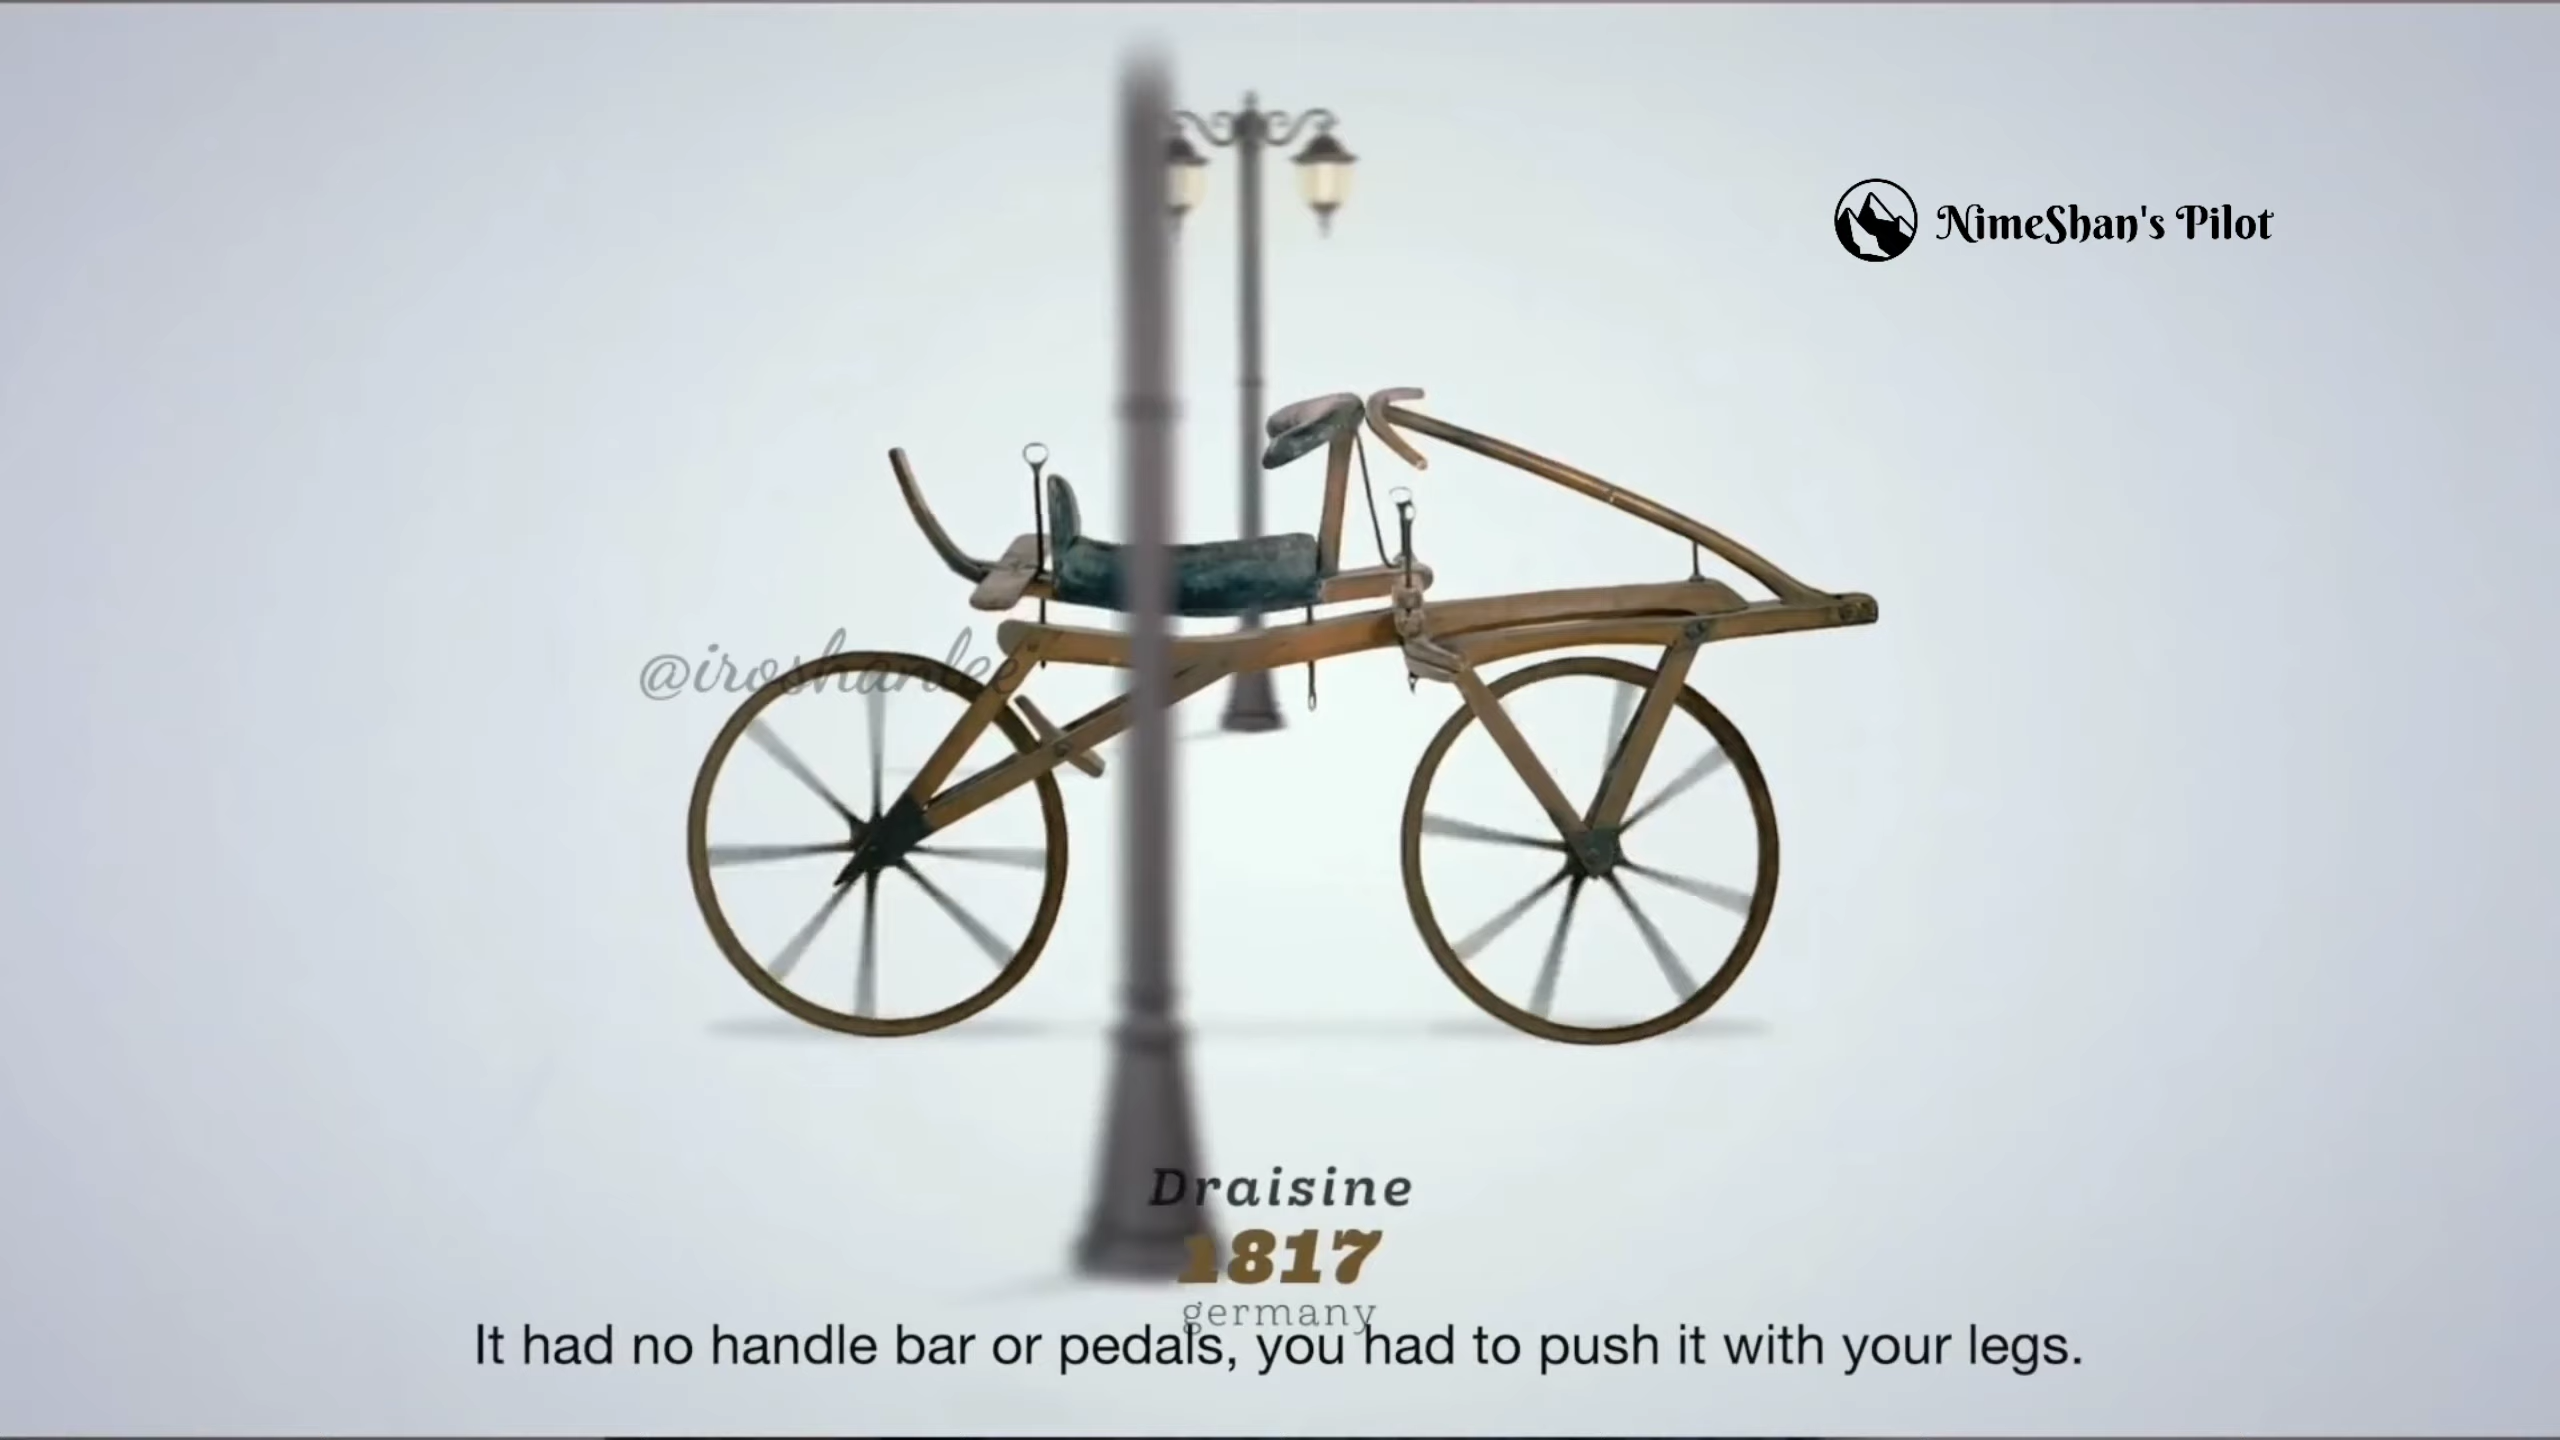 NimeShan's Pilot
@iroshanlee
Draisine
1817
germany
It had no handle bar or pedals, you had to push it with your legs.